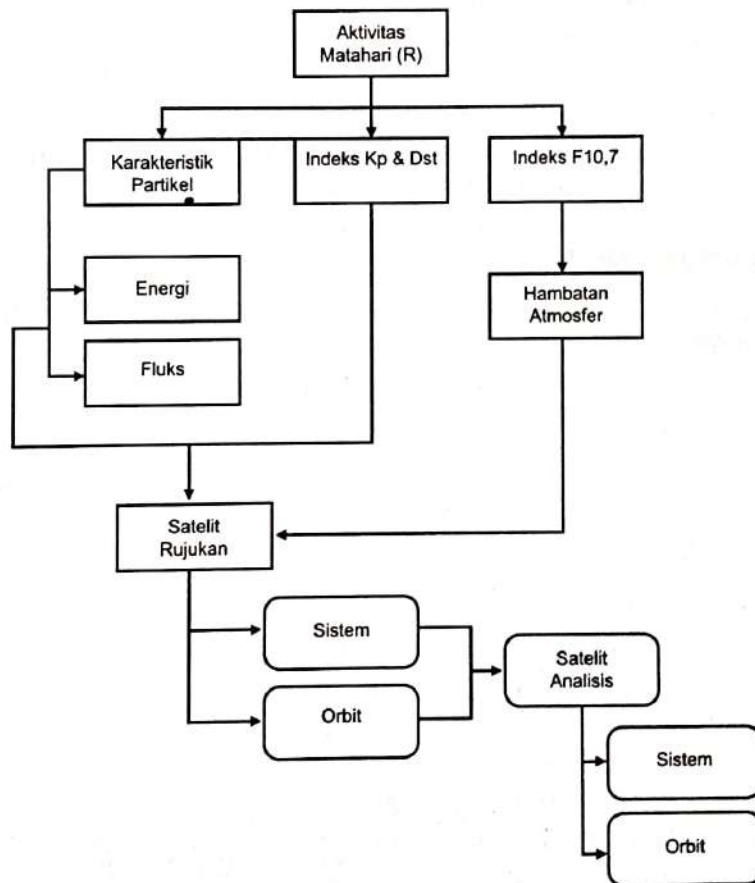 Aktivitas
Matahari (R)
Karakteristik
Partikel
Indeks Kp & Dst
Indeks F10,7
Energi
Hambatan
Atmosfer
Fluks
Satelit
Rujukan
Sistem
Satelit
Analisis
Orbit
Sistem
Orbit